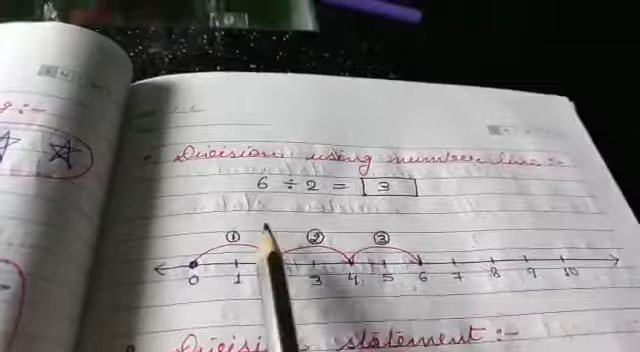 Division using number line :-
6 ÷ 2 = 3
① ② ③
0 1 3 4 5 6 7 8 9 10
statement :-